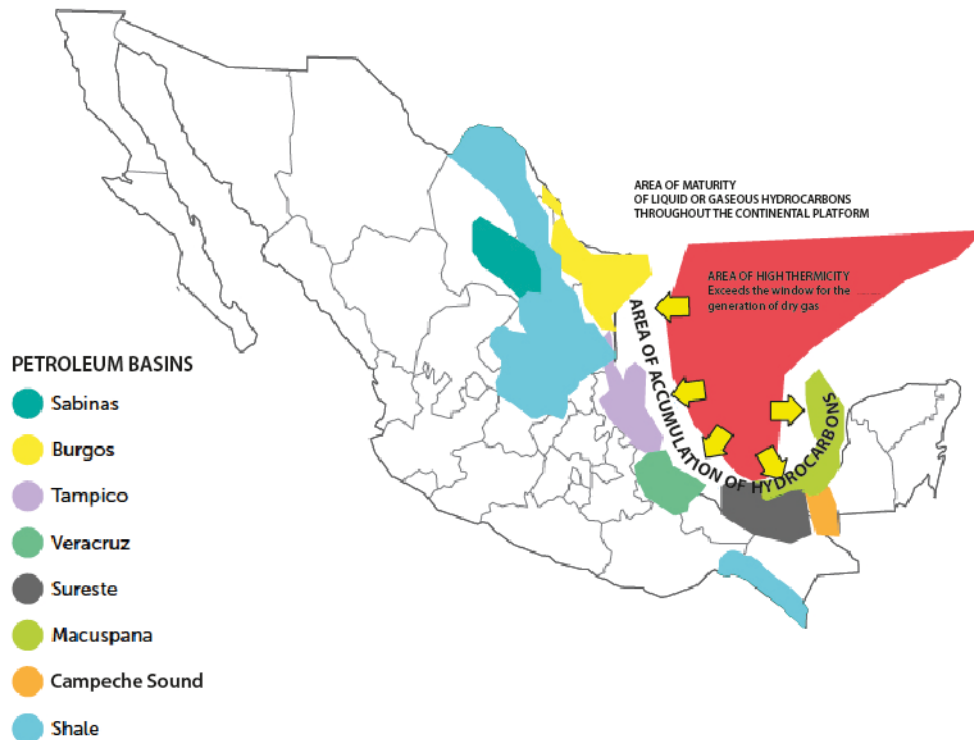 AREA OF MATURITY
OF LIQUID OR GASEOUS HYDROCARBONS
THROUGHOUT THE CONTINENTAL PLATFORM
AREA OF HIGH THERMICITY
Exceeds the window for the
generation of dry gas
AREA OF ACCUMULATION OF HYDROCARBONS
PETROLEUM BASINS
Sabinas
Burgos
Tampico
Veracruz
Sureste
Macuspana
Campeche Sound
Shale